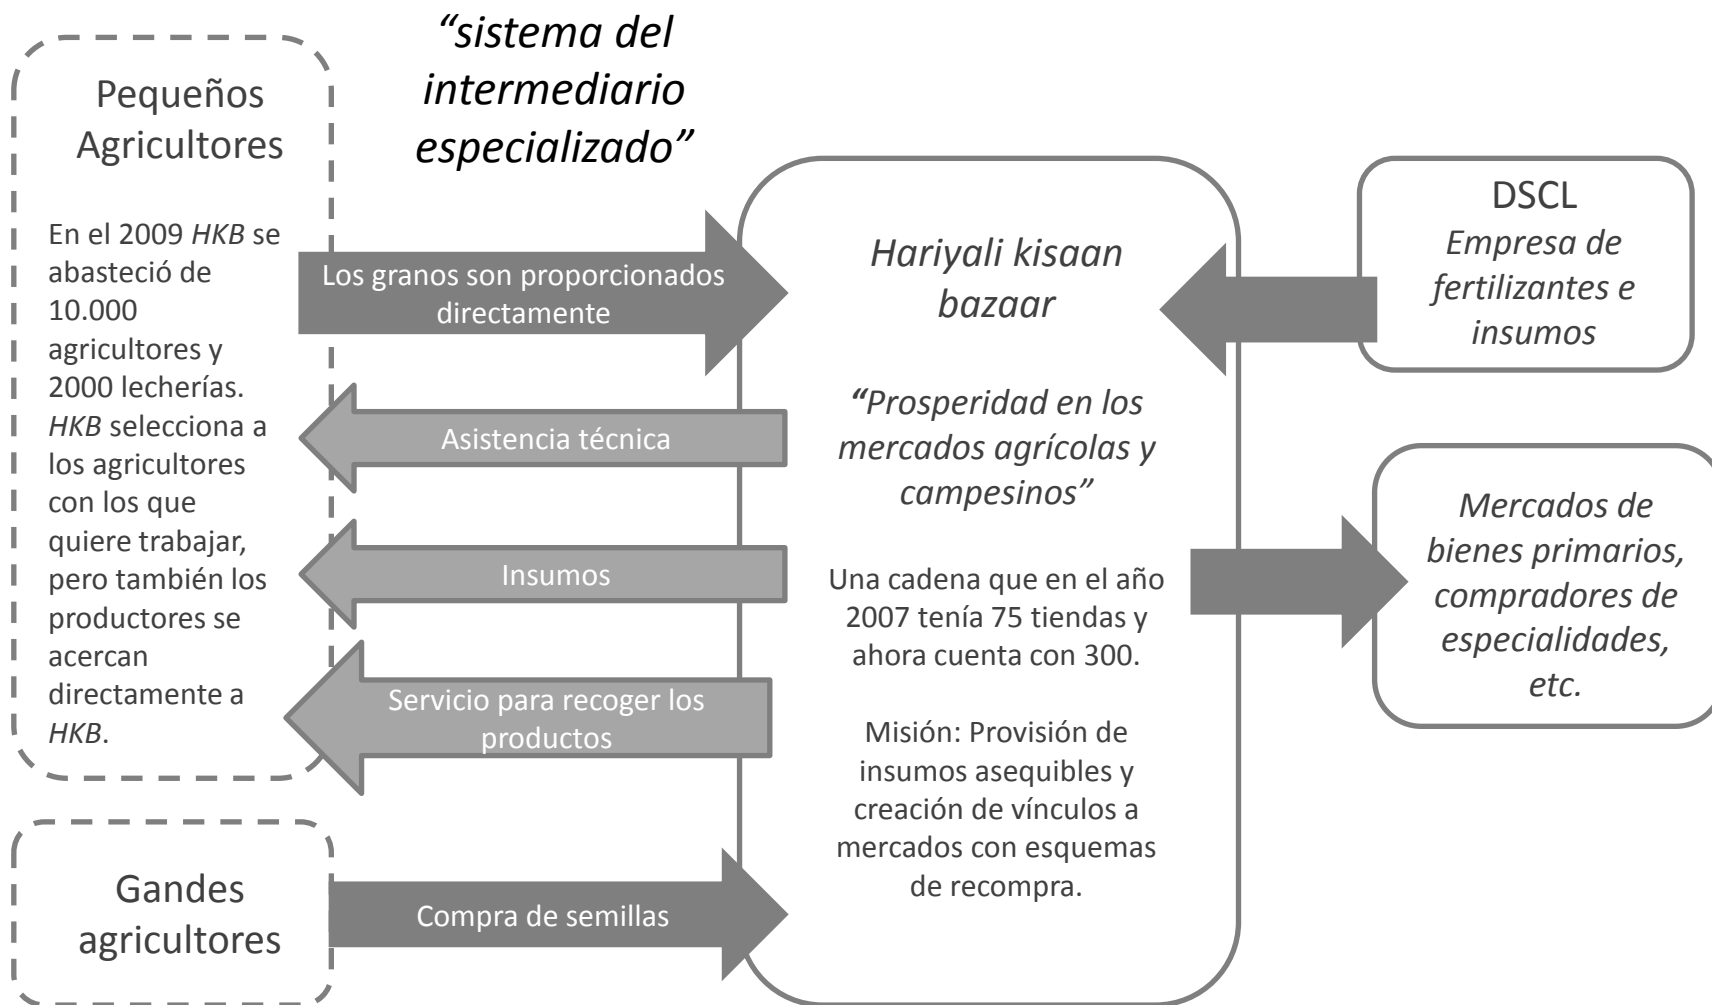 “sistema del
intermediario
especializado”
Pequeños
Agricultores
En el 2009 HKB se
abasteció de
10.000
agricultores y
2000 lecherías.
HKB selecciona a
los agricultores
con los que
quiere trabajar,
pero también los
productores se
acercan
directamente a
HKB.
Los granos son proporcionados
directamente
Asistencia técnica
Insumos
Servicio para recoger los
productos
Gandes
agricultores
Compra de semillas
Hariyali kisaan
bazaar
“Prosperidad en los
mercados agrícolas y
campesinos”
Una cadena que en el año
2007 tenía 75 tiendas y
ahora cuenta con 300.
Misión: Provisión de
insumos asequibles y
creación de vínculos a
mercados con esquemas
de recompra.
DSCL
Empresa de
fertilizantes e
insumos
Mercados de
bienes primarios,
compradores de
especialidades,
etc.